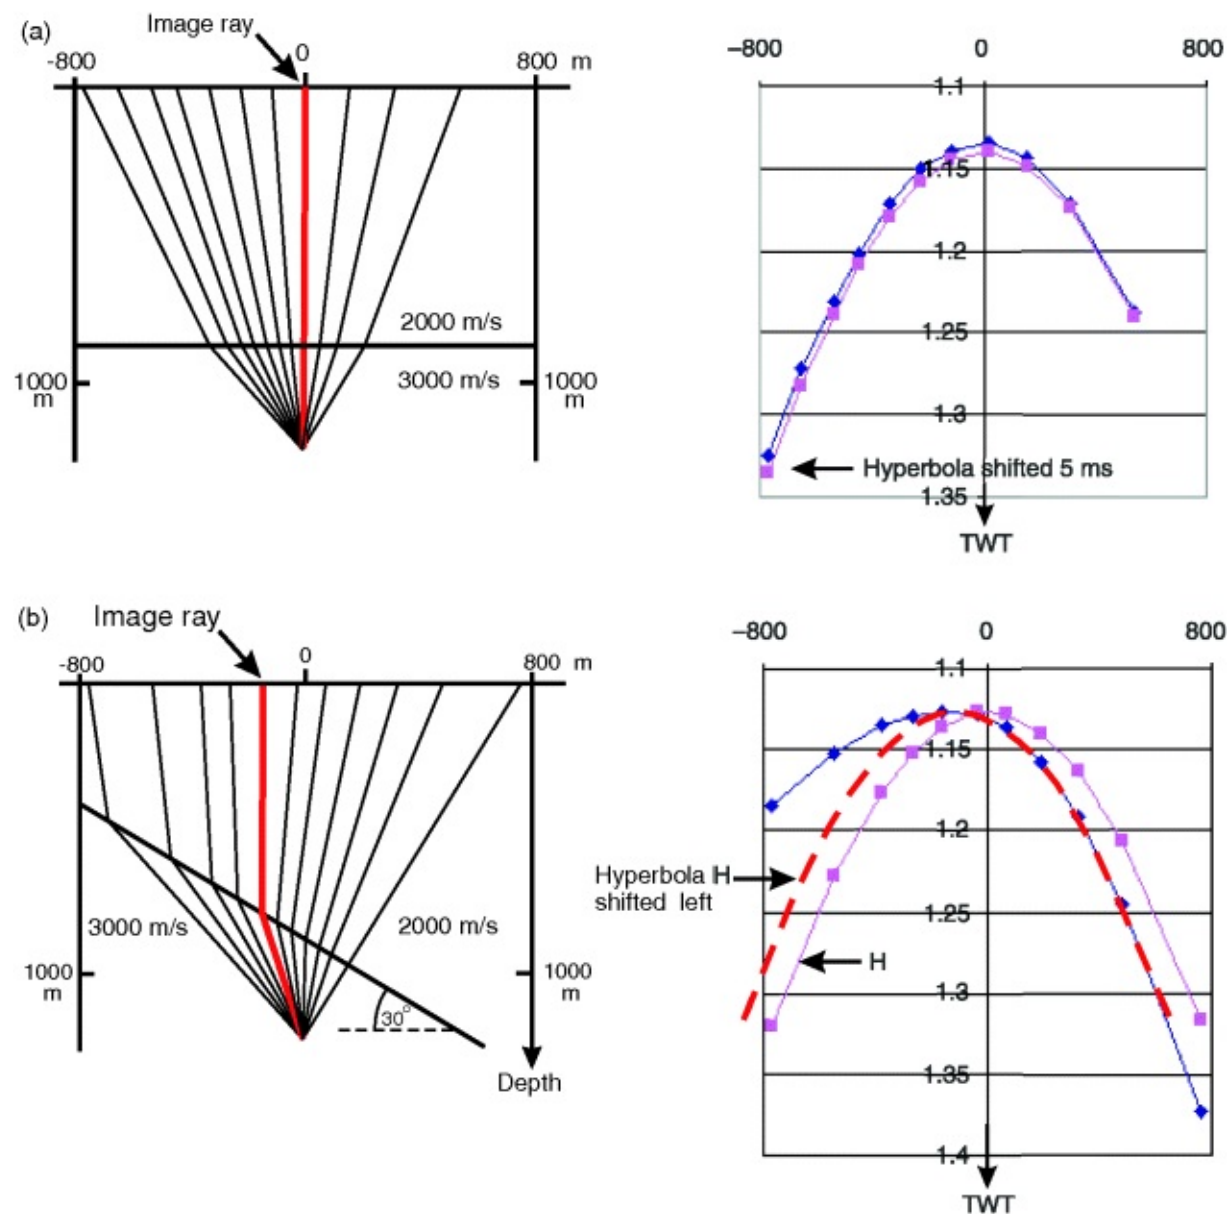 (a)
Image ray
-800
0
800 m
2000 m/s
3000 m/s
1000
m
1000
m
–800
0
800
1.1
1.15
1.2
1.25
1.3
Hyperbola shifted 5 ms
1.35
TWT
(b)
Image ray
-800
0
800 m
3000 m/s
2000 m/s
1000
m
1000
m
30°
Depth
–800
0
800
1.1
1.15
1.2
Hyperbola H
shifted left
1.25
H
1.3
1.35
1.4
TWT